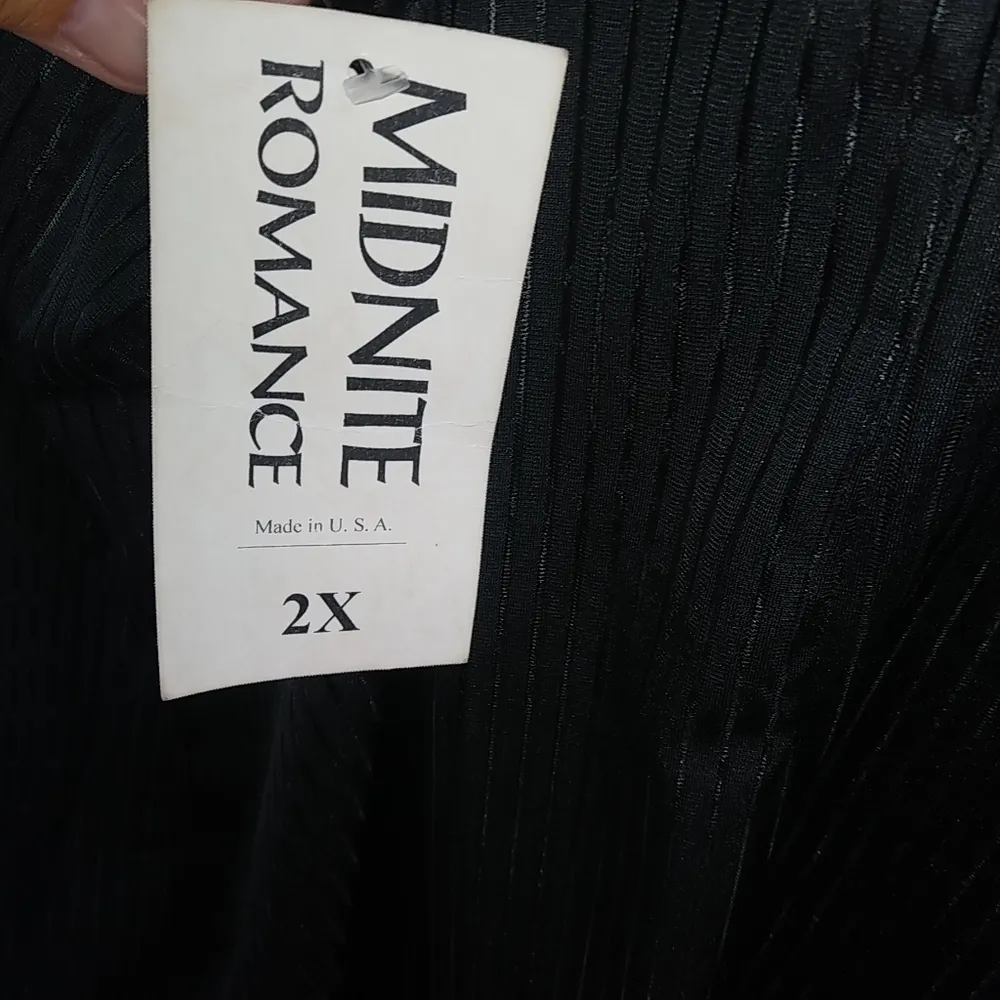 MIDNITE
ROMANCE
Made in U. S. A.
2X